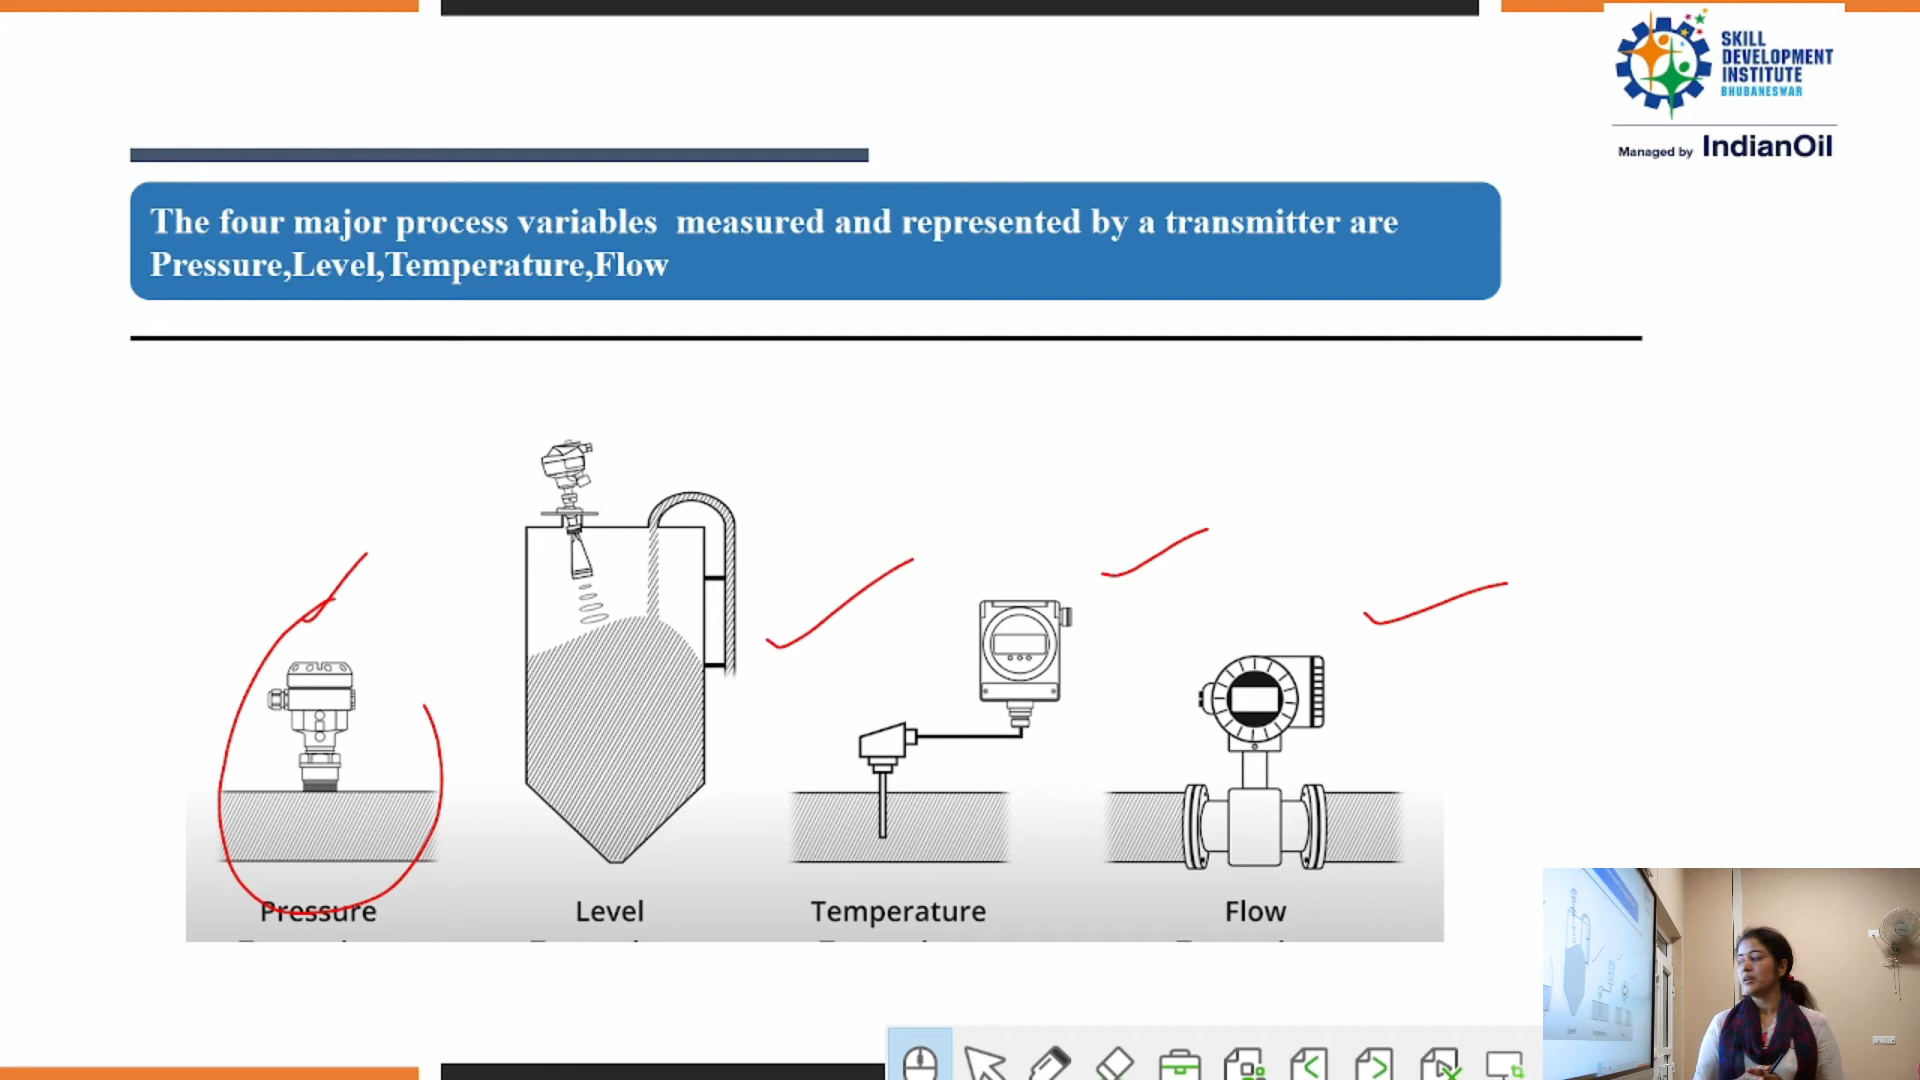 SKILL
DEVELOPMENT
INSTITUTE
BHUBANESWAR
Managed by IndianOil
The four major process variables measured and represented by a transmitter are
Pressure,Level,Temperature,Flow
Pressure
Level
Temperature
Flow